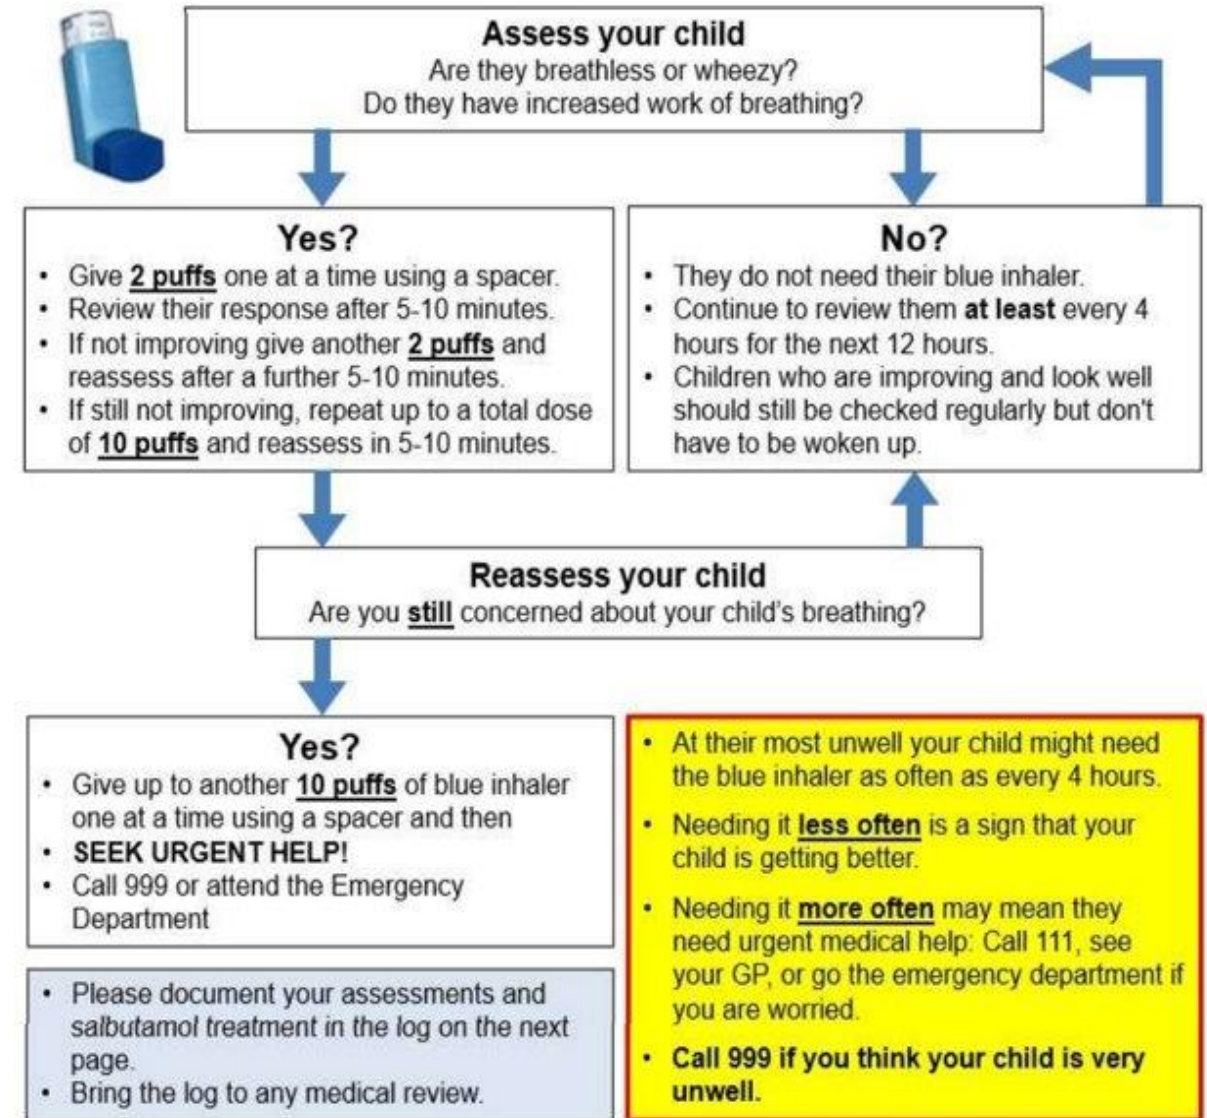 Assess your child
Are they breathless or wheezy?
Do they have increased work of breathing?
Yes?
• Give 2 puffs one at a time using a spacer.
• Review their response after 5-10 minutes.
• If not improving give another 2 puffs and
reassess after a further 5-10 minutes.
• If still not improving, repeat up to a total dose
of 10 puffs and reassess in 5-10 minutes.
No?
• They do not need their blue inhaler.
• Continue to review them at least every 4
hours for the next 12 hours.
• Children who are improving and look well
should still be checked regularly but don't
have to be woken up.
Reassess your child
Are you still concerned about your child's breathing?
Yes?
• Give up to another 10 puffs of blue inhaler
one at a time using a spacer and then
• SEEK URGENT HELP!
• Call 999 or attend the Emergency
Department
• Please document your assessments and
salbutamol treatment in the log on the next
page.
• Bring the log to any medical review.
• At their most unwell your child might need
the blue inhaler as often as every 4 hours.
• Needing it less often is a sign that your
child is getting better.
• Needing it more often may mean they
need urgent medical help: Call 111, see
your GP, or go the emergency department if
you are worried.
• Call 999 if you think your child is very
unwell.